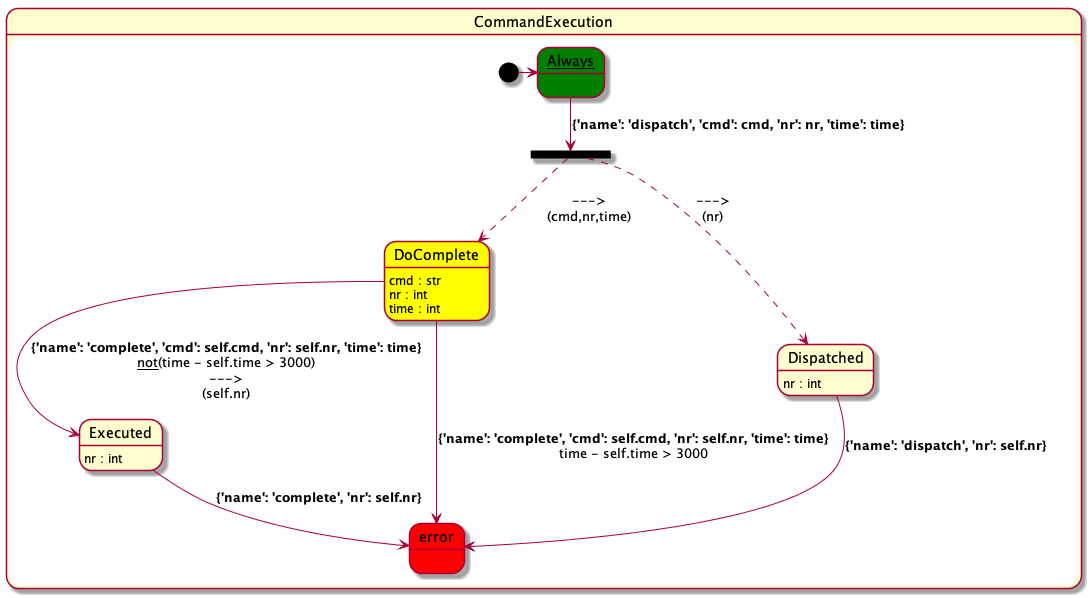 CommandExecution
Always
{'name': 'dispatch', 'cmd': cmd, 'nr': nr, 'time': time}
--->
(cmd,nr,time)
--->
(nr)
DoComplete
cmd : str
nr : int
time : int
{'name': 'complete', 'cmd': self.cmd, 'nr': self.nr, 'time': time}
not(time - self.time > 3000)
--->
(self.nr)
Dispatched
nr : int
Executed
nr : int
{'name': 'complete', 'cmd': self.cmd, 'nr': self.nr, 'time': time}
time - self.time > 3000
{'name': 'dispatch', 'nr': self.nr}
{'name': 'complete', 'nr': self.nr}
error